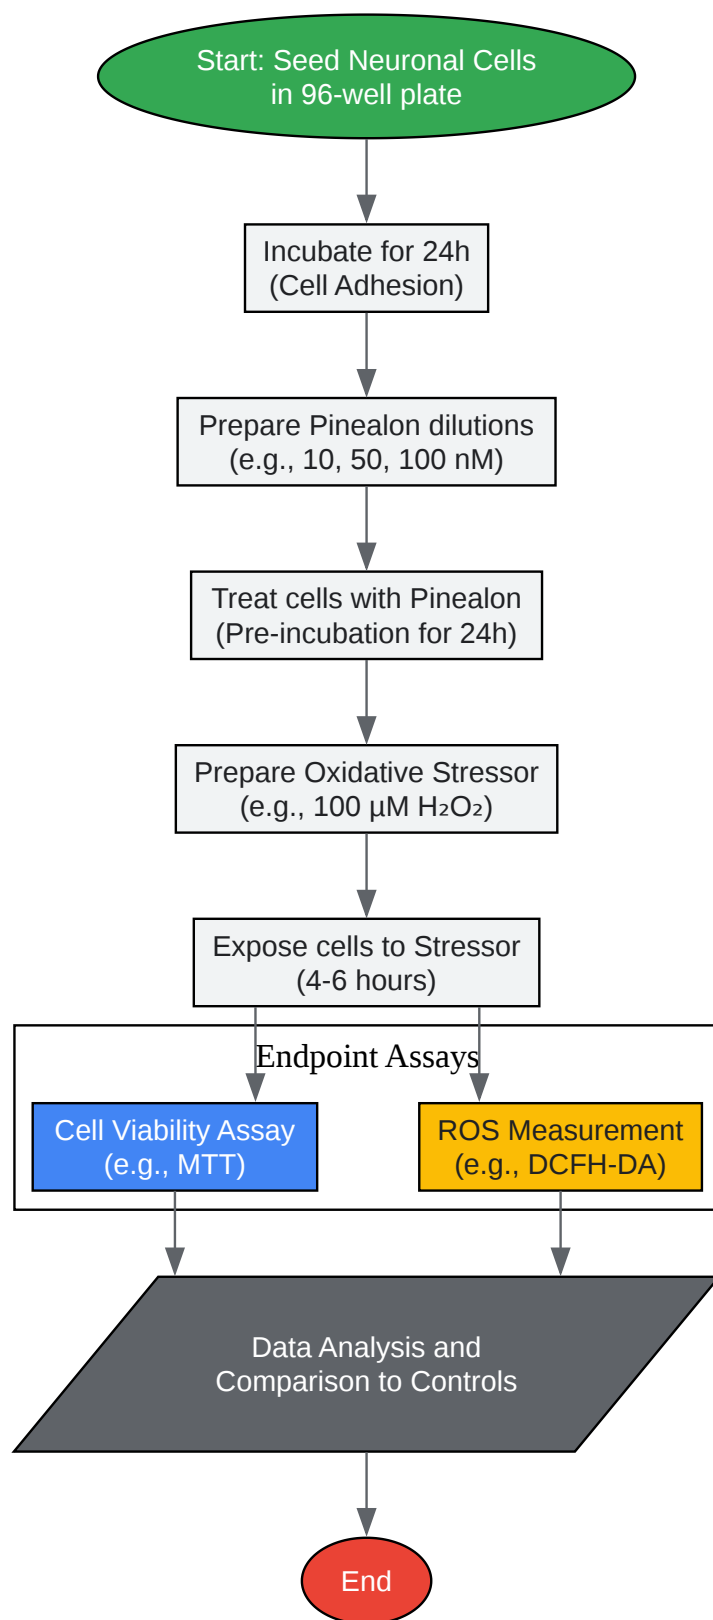 Start: Seed Neuronal Cells
in 96-well plate
Incubate for 24h
(Cell Adhesion)
Prepare Pinealon dilutions
(e.g., 10, 50, 100 nM)
Treat cells with Pinealon
(Pre-incubation for 24h)
Prepare Oxidative Stressor
(e.g., 100 µM H₂O₂)
Expose cells to Stressor
(4-6 hours)
Endpoint Assays
Cell Viability Assay
(e.g., MTT)
ROS Measurement
(e.g., DCFH-DA)
Data Analysis and
Comparison to Controls
End